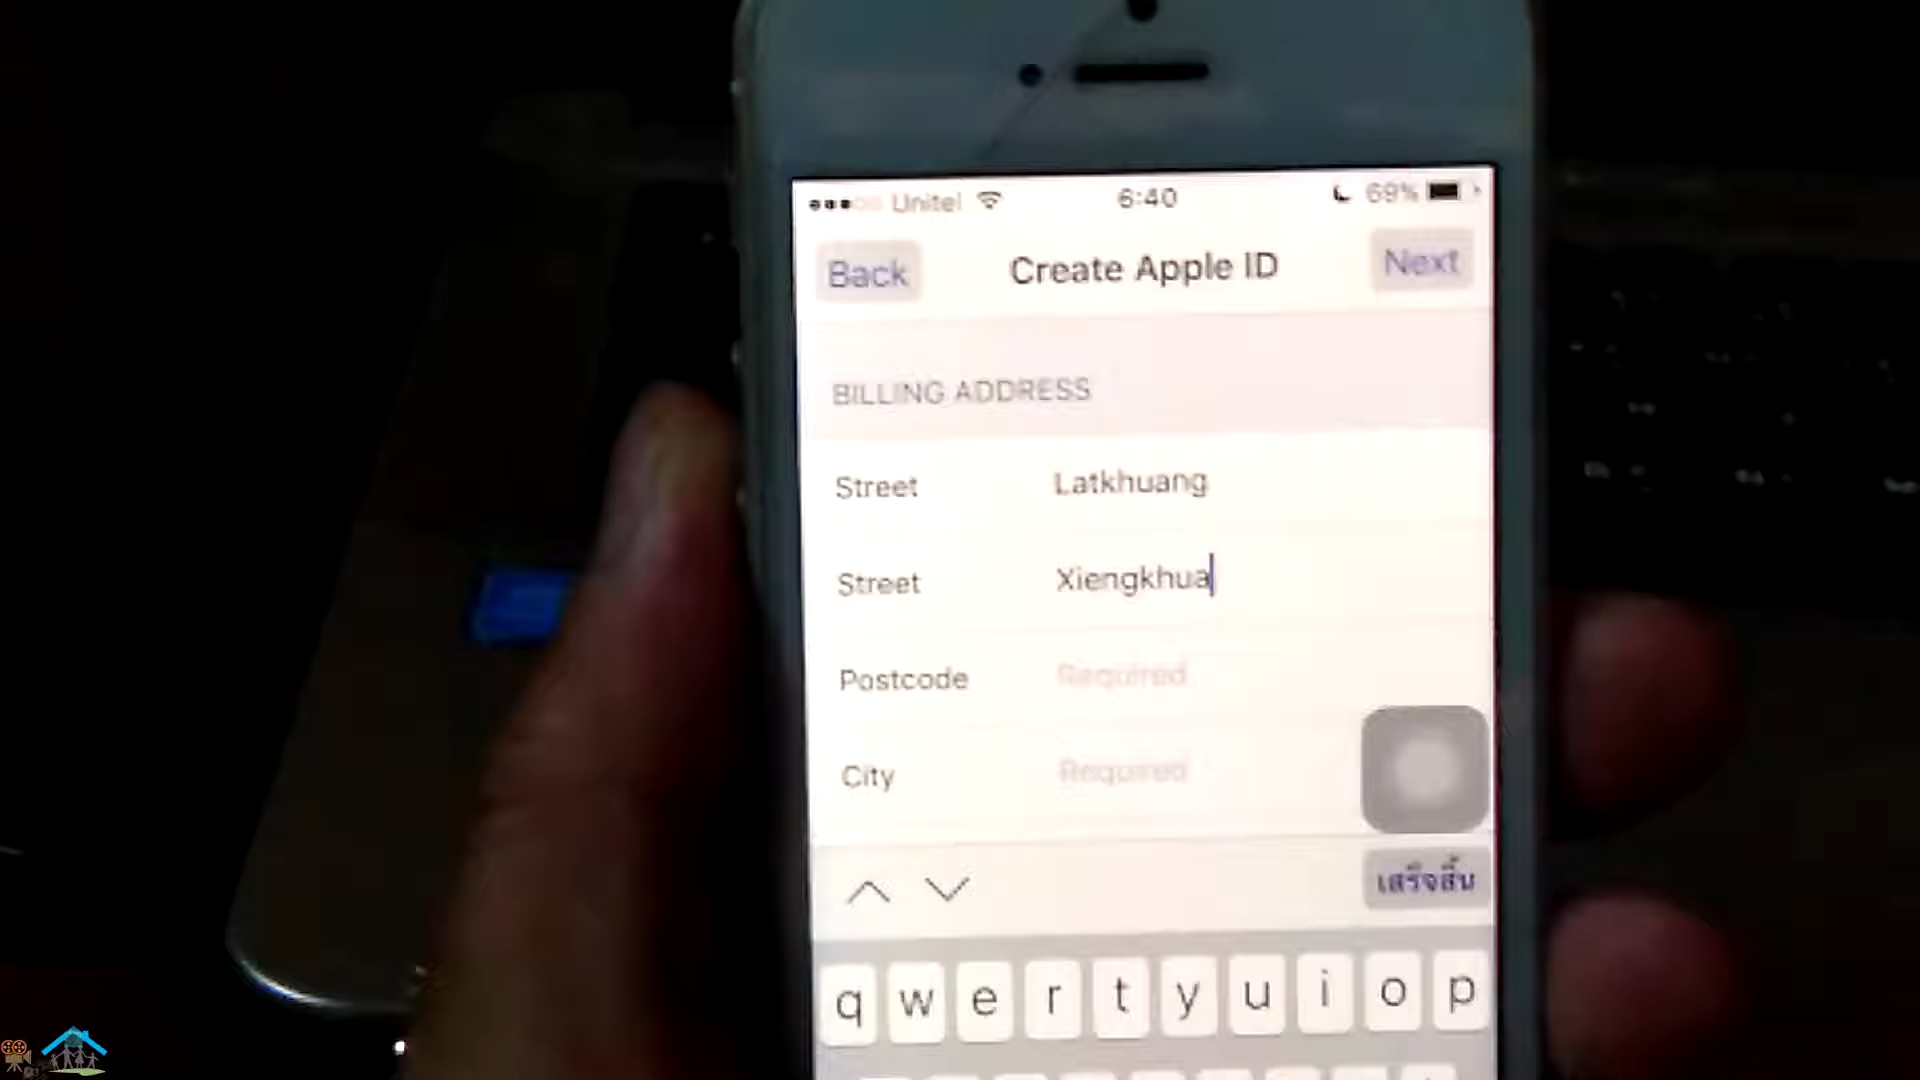 Unitel 6:40 69%
Back Create Apple ID Next
BILLING ADDRESS
Street Latkhuang
Street Xiengkhua
Postcode Required
City Required
เสร็จสิ้น
q w e r t y u i o p